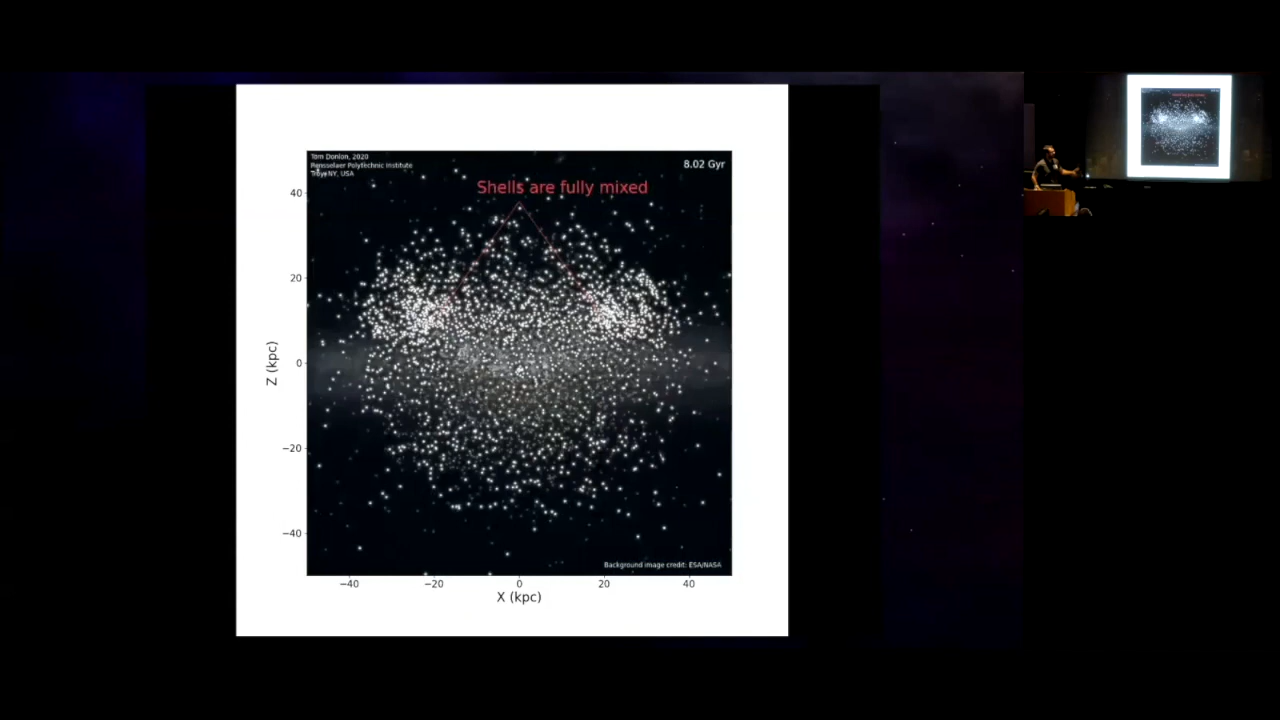 Tom Donlon, 2020
Rensselaer Polytechnic Institute
Troy NY, USA
8.02 Gyr
Shells are fully mixed
40
20
0
−20
−40
Z (kpc)
Background image credit: ESA/NASA
−40 −20 0 20 40
X (kpc)